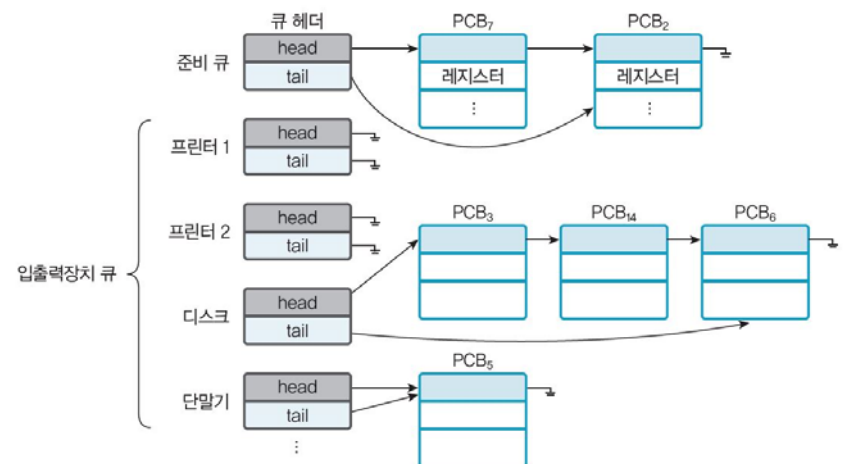 큐 헤더
PCB₇
PCB₂
준비 큐
head
tail
레지스터
⋮
레지스터
⋮
프린터 1
head
tail
프린터 2
head
tail
PCB₃
PCB₁₄
PCB₆
입출력장치 큐
디스크
head
tail
PCB₅
단말기
head
tail
⋮